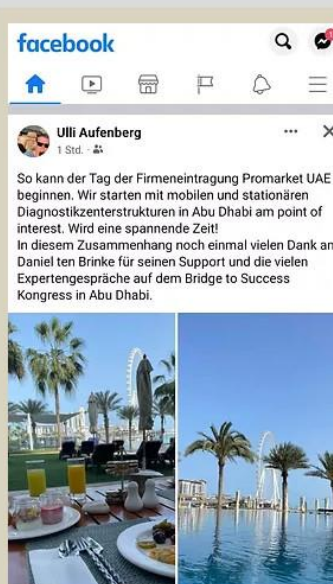 facebook
Ulli Aufenberg
1 Std.
So kann der Tag der Firmeneintragung Promarket UAE
beginnen. Wir starten mit mobilen und stationären
Diagnostikzenterstrukturen in Abu Dhabi am point of
interest. Wird eine spannende Zeit!
In diesem Zusammenhang noch einmal vielen Dank an
Daniel ten Brinke für seinen Support und die vielen
Expertengespräche auf dem Bridge to Success
Kongress in Abu Dhabi.